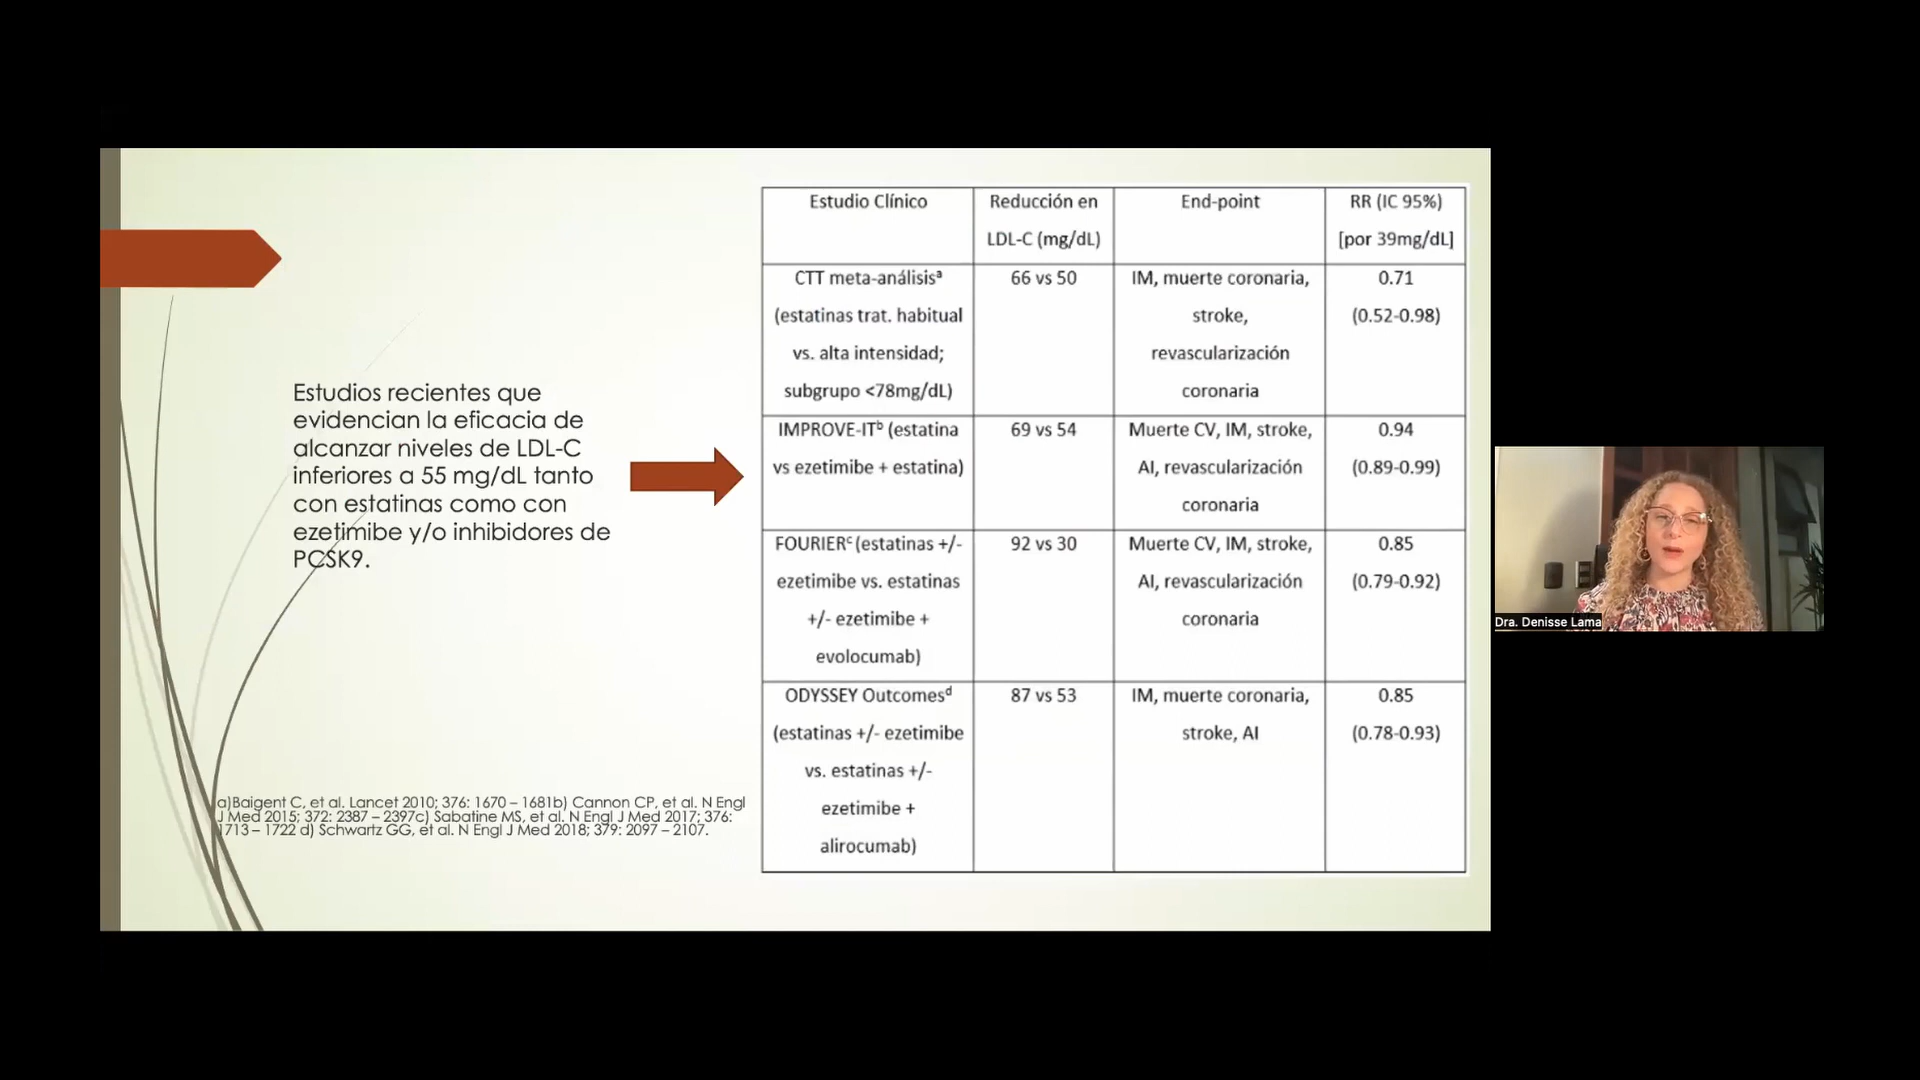 Estudios recientes que
evidencian la eficacia de
alcanzar niveles de LDL-C
inferiores a 55 mg/dL tanto
con estatinas como con
ezetimibe y/o inhibidores de
PCSK9.
a)Baigent C, et al. Lancet 2010; 376: 1670 – 1681b) Cannon CP, et al. N Engl
J Med 2015; 372: 2387 – 2397c) Sabatine MS, et al. N Engl J Med 2017; 376:
1713 – 1722 d) Schwartz GG, et al. N Engl J Med 2018; 379: 2097 – 2107.
Estudio Clínico
Reducción en
LDL-C (mg/dL)
End-point
RR (IC 95%)
[por 39mg/dL]
CTT meta-análisisᵃ
(estatinas trat. habitual
vs. alta intensidad;
subgrupo <78mg/dL)
66 vs 50
IM, muerte coronaria,
stroke,
revascularización
coronaria
0.71
(0.52-0.98)
IMPROVE-ITᵇ (estatina
vs ezetimibe + estatina)
69 vs 54
Muerte CV, IM, stroke,
AI, revascularización
coronaria
0.94
(0.89-0.99)
FOURIERᶜ (estatinas +/-
ezetimibe vs. estatinas
+/- ezetimibe +
evolocumab)
92 vs 30
Muerte CV, IM, stroke,
AI, revascularización
coronaria
0.85
(0.79-0.92)
ODYSSEY Outcomesᵈ
(estatinas +/- ezetimibe
vs. estatinas +/-
ezetimibe +
alirocumab)
87 vs 53
IM, muerte coronaria,
stroke, AI
0.85
(0.78-0.93)
Dra. Denisse Lama